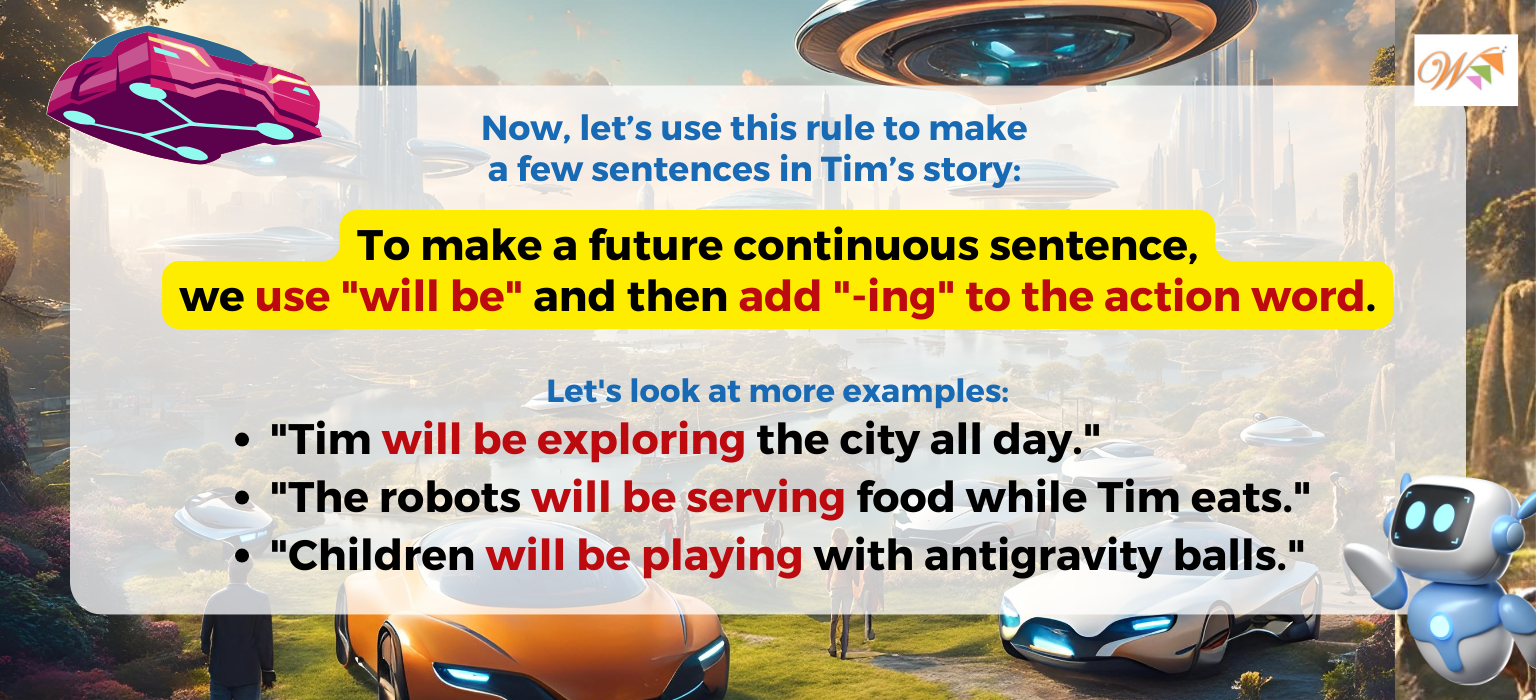 Now, let’s use this rule to make
a few sentences in Tim’s story:
To make a future continuous sentence,
we use "will be" and then add "-ing" to the action word.
Let's look at more examples:
• "Tim will be exploring the city all day."
• "The robots will be serving food while Tim eats."
• "Children will be playing with antigravity balls."
W